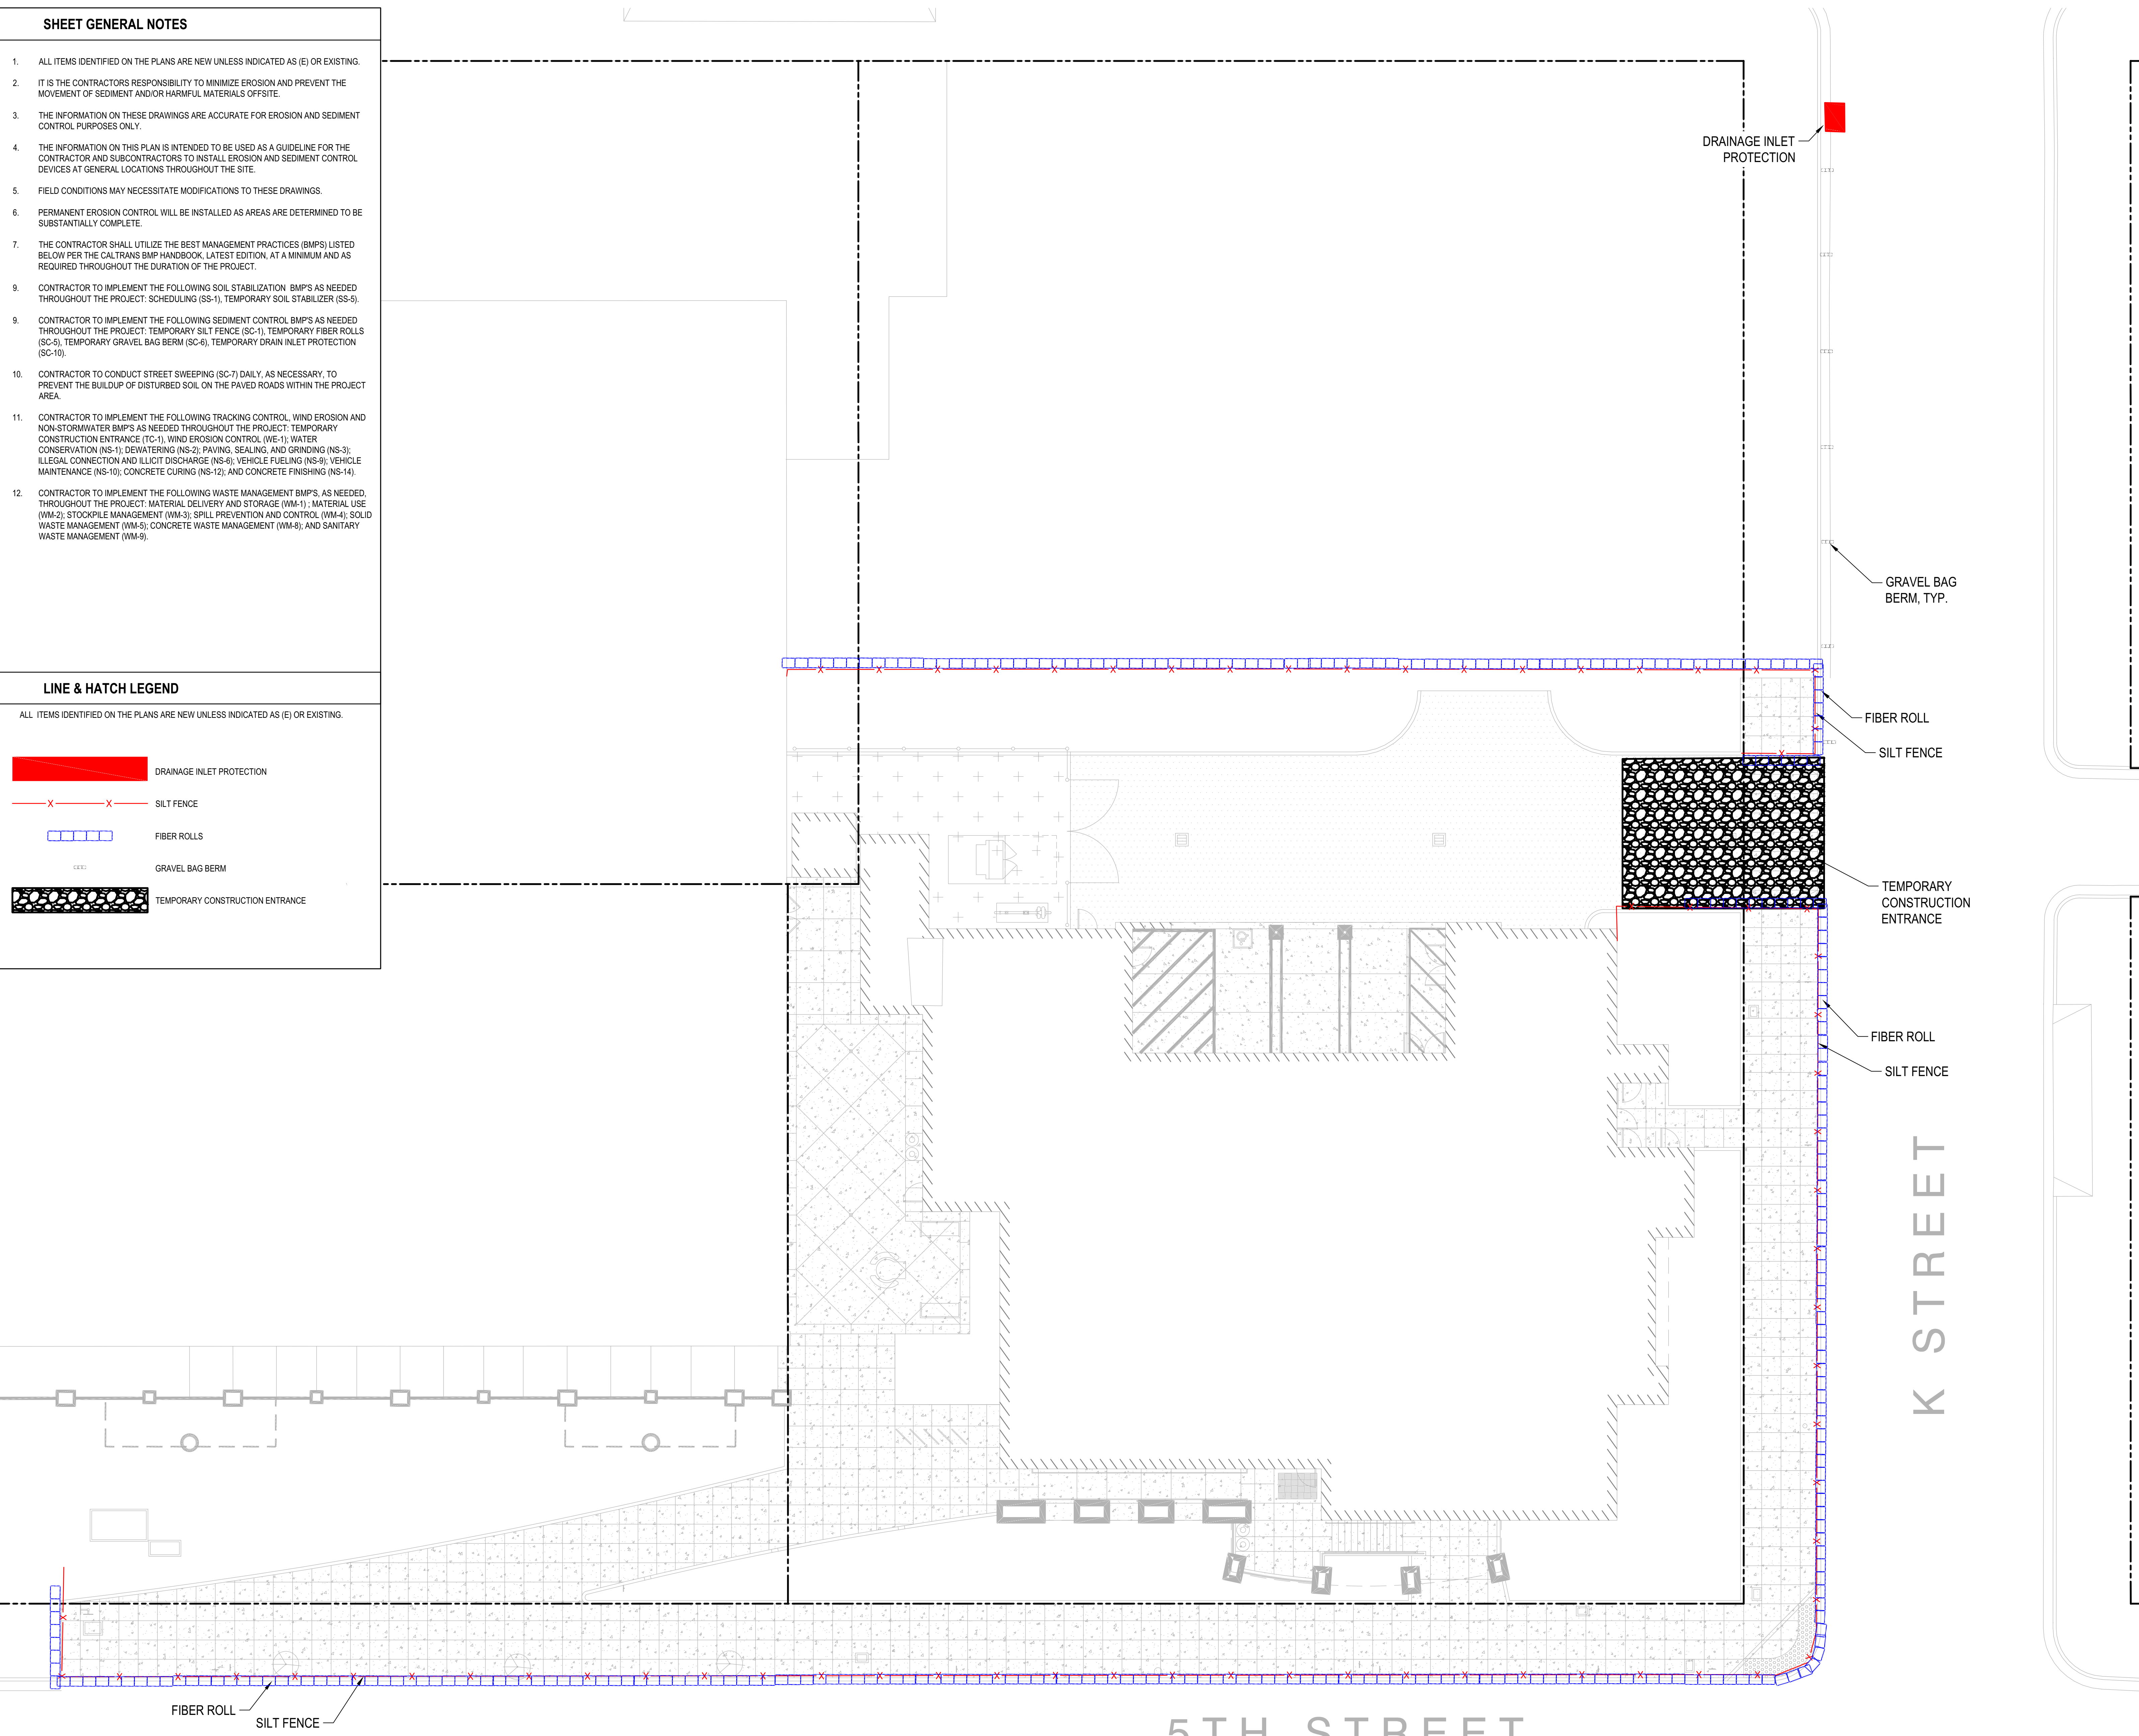 SHEET GENERAL NOTES
1. ALL ITEMS IDENTIFIED ON THE PLANS ARE NEW UNLESS INDICATED AS (E) OR EXISTING.
2. IT IS THE CONTRACTORS RESPONSIBILITY TO MINIMIZE EROSION AND PREVENT THE
MOVEMENT OF SEDIMENT AND/OR HARMFUL MATERIALS OFFSITE.
3. THE INFORMATION ON THESE DRAWINGS ARE ACCURATE FOR EROSION AND SEDIMENT
CONTROL PURPOSES ONLY.
4. THE INFORMATION ON THIS PLAN IS INTENDED TO BE USED AS A GUIDELINE FOR THE
CONTRACTOR AND SUBCONTRACTORS TO INSTALL EROSION AND SEDIMENT CONTROL
DEVICES AT GENERAL LOCATIONS THROUGHOUT THE SITE.
5. FIELD CONDITIONS MAY NECESSITATE MODIFICATIONS TO THESE DRAWINGS.
6. PERMANENT EROSION CONTROL WILL BE INSTALLED AS AREAS ARE DETERMINED TO BE
SUBSTANTIALLY COMPLETE.
7. THE CONTRACTOR SHALL UTILIZE THE BEST MANAGEMENT PRACTICES (BMPS) LISTED
BELOW PER THE CALTRANS BMP HANDBOOK, LATEST EDITION, AT A MINIMUM AND AS
REQUIRED THROUGHOUT THE DURATION OF THE PROJECT.
9. CONTRACTOR TO IMPLEMENT THE FOLLOWING SOIL STABILIZATION BMP'S AS NEEDED
THROUGHOUT THE PROJECT: SCHEDULING (SS-1), TEMPORARY SOIL STABILIZER (SS-5).
9. CONTRACTOR TO IMPLEMENT THE FOLLOWING SEDIMENT CONTROL BMP'S AS NEEDED
THROUGHOUT THE PROJECT: TEMPORARY SILT FENCE (SC-1), TEMPORARY FIBER ROLLS
(SC-5), TEMPORARY GRAVEL BAG BERM (SC-6), TEMPORARY DRAIN INLET PROTECTION
(SC-10).
10. CONTRACTOR TO CONDUCT STREET SWEEPING (SC-7) DAILY, AS NECESSARY, TO
PREVENT THE BUILDUP OF DISTURBED SOIL ON THE PAVED ROADS WITHIN THE PROJECT
AREA.
11. CONTRACTOR TO IMPLEMENT THE FOLLOWING TRACKING CONTROL, WIND EROSION AND
NON-STORMWATER BMP'S AS NEEDED THROUGHOUT THE PROJECT: TEMPORARY
CONSTRUCTION ENTRANCE (TC-1), WIND EROSION CONTROL (WE-1); WATER
CONSERVATION (NS-1); DEWATERING (NS-2); PAVING, SEALING, AND GRINDING (NS-3);
ILLEGAL CONNECTION AND ILLICIT DISCHARGE (NS-6); VEHICLE FUELING (NS-9); VEHICLE
MAINTENANCE (NS-10); CONCRETE CURING (NS-12); AND CONCRETE FINISHING (NS-14).
12. CONTRACTOR TO IMPLEMENT THE FOLLOWING WASTE MANAGEMENT BMP'S, AS NEEDED,
THROUGHOUT THE PROJECT: MATERIAL DELIVERY AND STORAGE (WM-1) ; MATERIAL USE
(WM-2); STOCKPILE MANAGEMENT (WM-3); SPILL PREVENTION AND CONTROL (WM-4); SOLID
WASTE MANAGEMENT (WM-5); CONCRETE WASTE MANAGEMENT (WM-8); AND SANITARY
WASTE MANAGEMENT (WM-9).
LINE & HATCH LEGEND
ALL ITEMS IDENTIFIED ON THE PLANS ARE NEW UNLESS INDICATED AS (E) OR EXISTING.
DRAINAGE INLET PROTECTION
SILT FENCE
FIBER ROLLS
GRAVEL BAG BERM
TEMPORARY CONSTRUCTION ENTRANCE
DRAINAGE INLET
PROTECTION
GRAVEL BAG
BERM, TYP.
FIBER ROLL
SILT FENCE
TEMPORARY
CONSTRUCTION
ENTRANCE
FIBER ROLL
SILT FENCE
K STREET
FIBER ROLL
SILT FENCE
5TH STREET